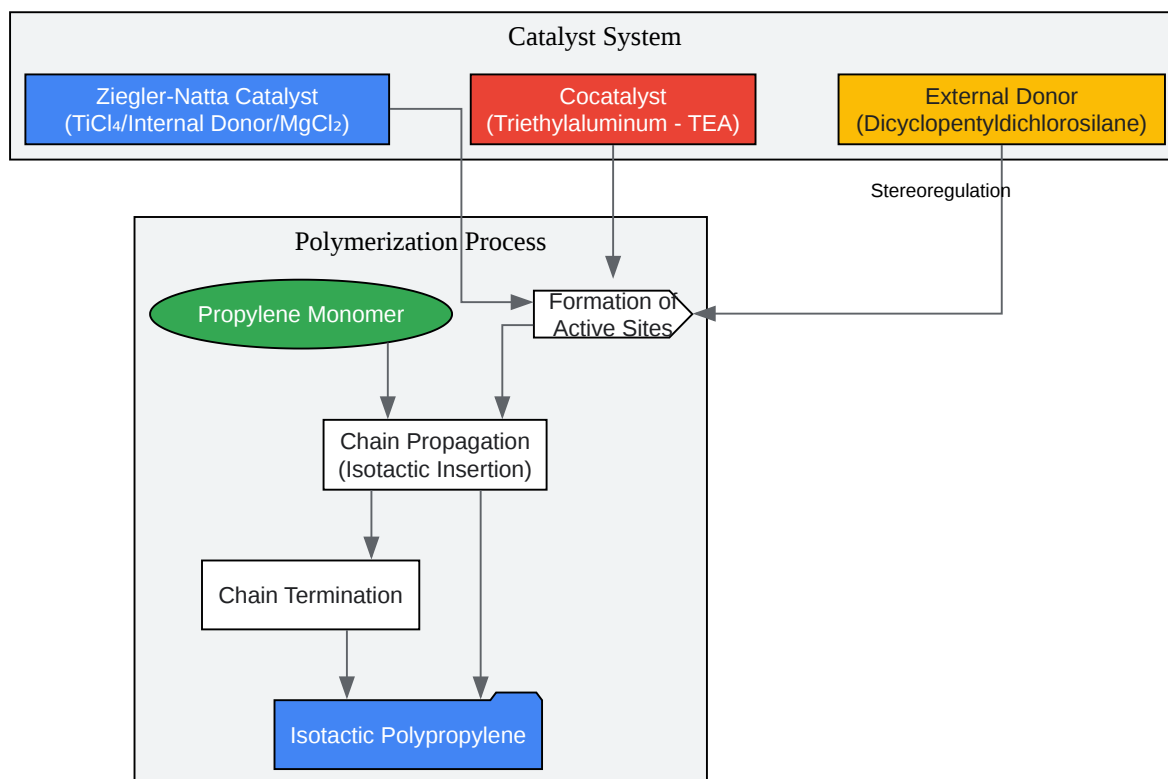 Catalyst System
Ziegler-Natta Catalyst
(TiCl₄/Internal Donor/MgCl₂)
Cocatalyst
(Triethylaluminum - TEA)
External Donor
(Dicyclopentyldichlorosilane)
Stereoregulation
Polymerization Process
Propylene Monomer
Formation of
Active Sites
Chain Propagation
(Isotactic Insertion)
Chain Termination
Isotactic Polypropylene